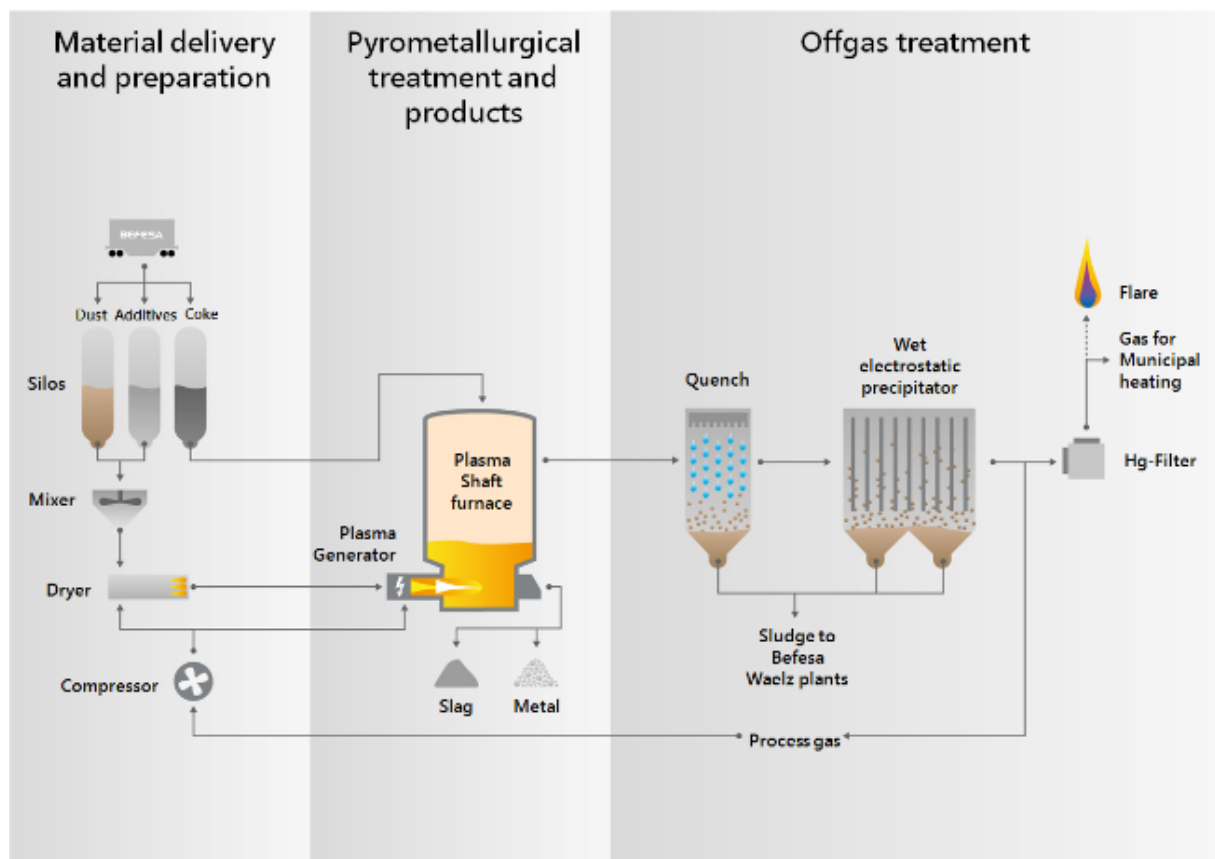 Material delivery
and preparation
Pyrometallurgical
treatment and
products
Offgas treatment
BEFESA
Dust Additives Coke
Silos
Mixer
Dryer
Compressor
Plasma
Shaft
furnace
Plasma
Generator
Slag
Metal
Quench
Wet
electrostatic
precipitator
Sludge to
Befesa
Waelz plants
Process gas
Flare
Gas for
Municipal
heating
Hg-Filter